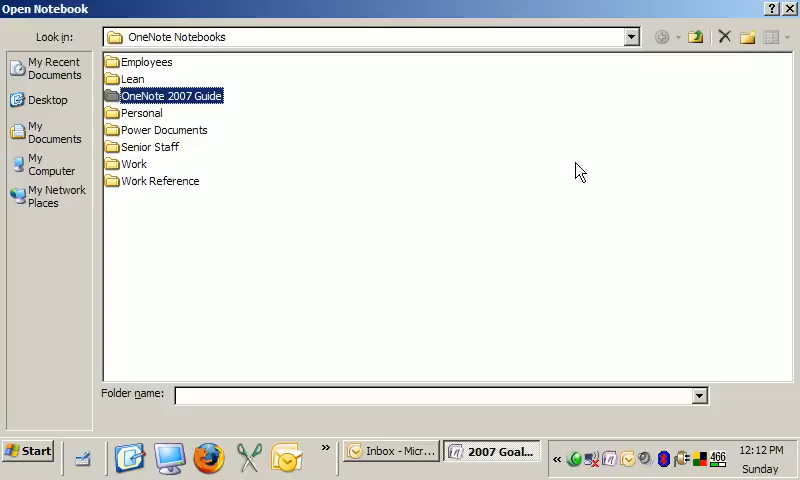 Open Notebook
Look in:
OneNote Notebooks
My Recent
Documents
Desktop
My
Documents
My
Computer
My Network
Places
Employees
Lean
OneNote 2007 Guide
Personal
Power Documents
Senior Staff
Work
Work Reference
Folder name:
Start
»
Inbox - Micr...
2007 Goal...
«
466
12:12 PM
Sunday